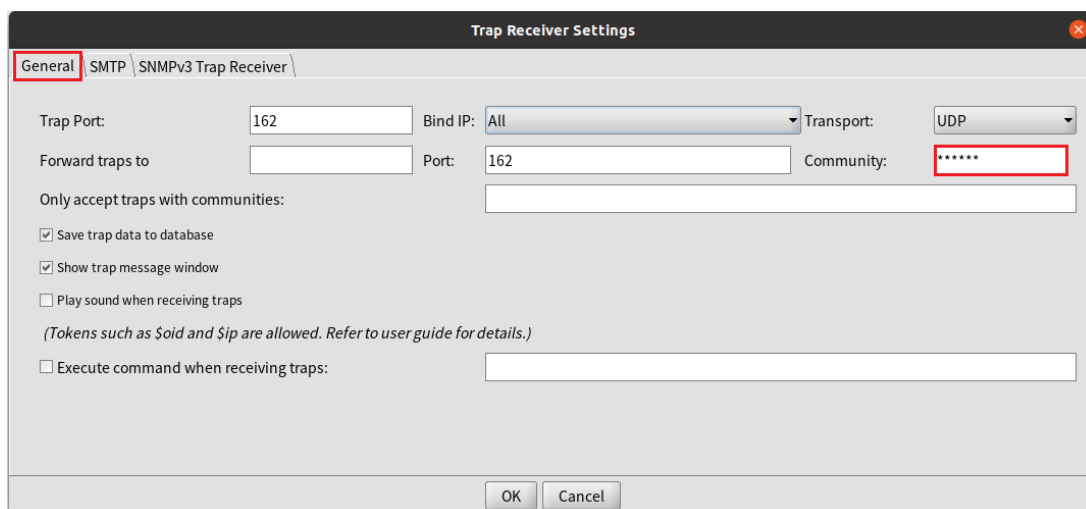 Trap Receiver Settings
General SMTP SNMPv3 Trap Receiver
Trap Port: 162 Bind IP: All Transport: UDP
Forward traps to Port: 162 Community: ******
Only accept traps with communities:
Save trap data to database
Show trap message window
Play sound when receiving traps
(Tokens such as $oid and $ip are allowed. Refer to user guide for details.)
Execute command when receiving traps:
OK Cancel